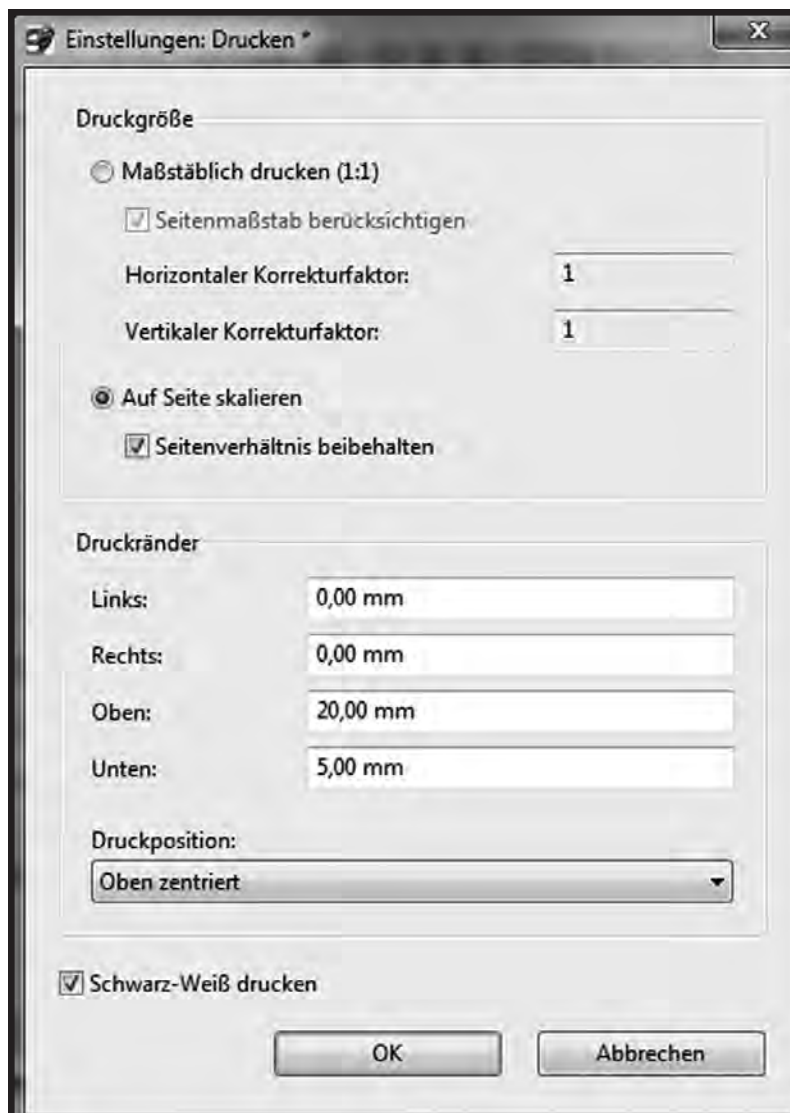 Einstellungen: Drucken *
Druckgröße
Maßstäblich drucken (1:1)
Seitenmaßstab berücksichtigen
Horizontaler Korrekturfaktor: 1
Vertikaler Korrekturfaktor: 1
Auf Seite skalieren
Seitenverhältnis beibehalten
Druckränder
Links: 0,00 mm
Rechts: 0,00 mm
Oben: 20,00 mm
Unten: 5,00 mm
Druckposition:
Oben zentriert
Schwarz-Weiß drucken
OK Abbrechen